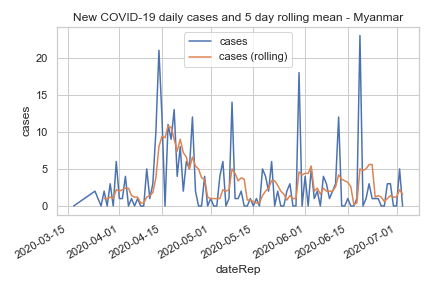 New COVID-19 daily cases and 5 day rolling mean - Myanmar
cases
cases (rolling)
20
15
10
5
0
cases
2020-03-15
2020-04-01
2020-04-15
2020-05-01
2020-05-15
2020-06-01
2020-06-15
2020-07-01
dateRep